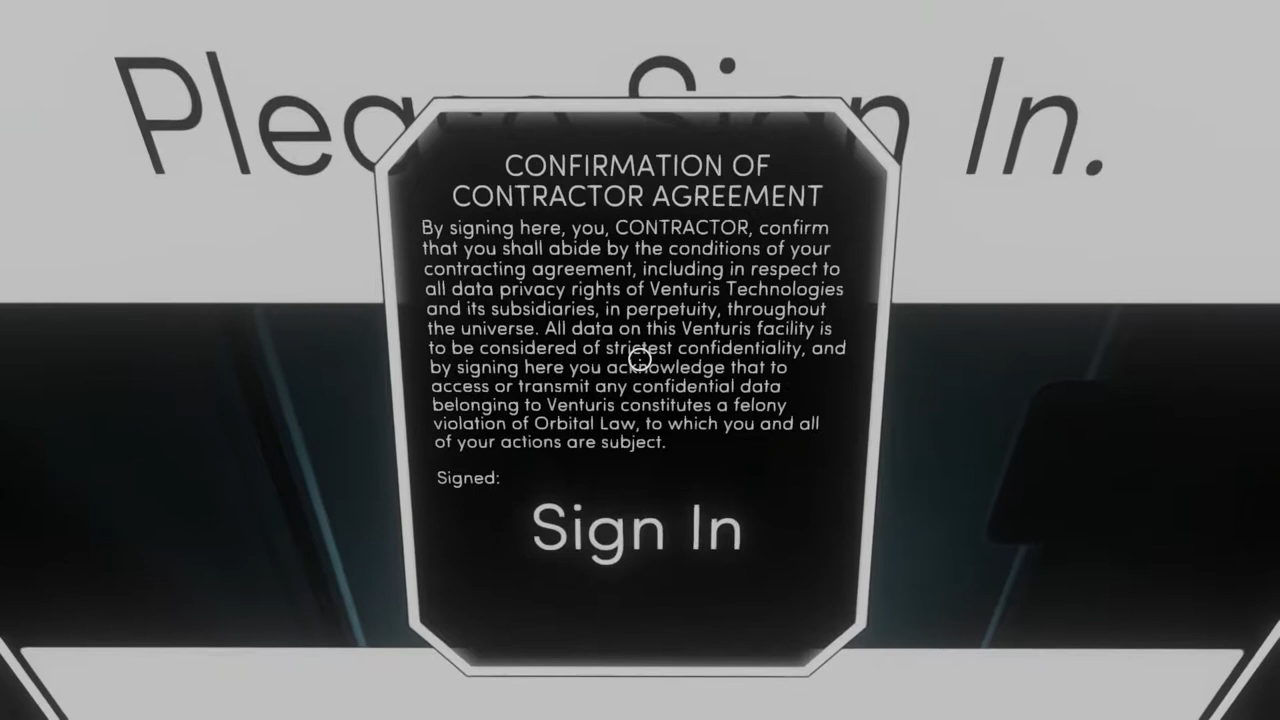 Please Sign In.
CONFIRMATION OF
CONTRACTOR AGREEMENT
By signing here, you, CONTRACTOR, confirm
that you shall abide by the conditions of your
contracting agreement, including in respect to
all data privacy rights of Venturis Technologies
and its subsidiaries, in perpetuity, throughout
the universe. All data on this Venturis facility is
to be considered of strictest confidentiality, and
by signing here you acknowledge that to
access or transmit any confidential data
belonging to Venturis constitutes a felony
violation of Orbital Law, to which you and all
of your actions are subject.
Signed:
Sign In